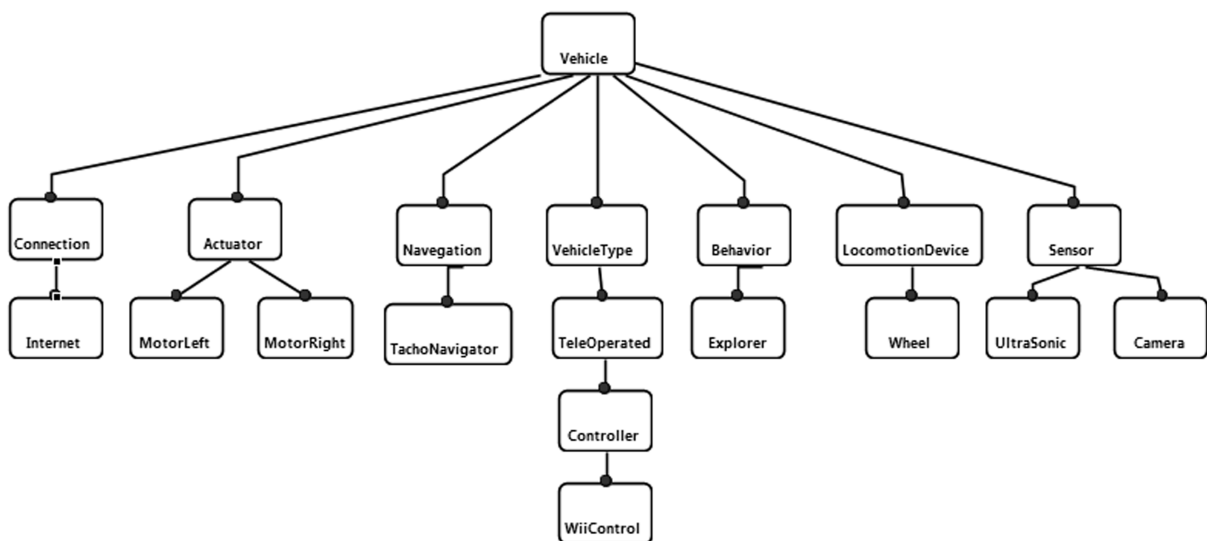 Vehicle
Connection
Actuator
Navegation
VehicleType
Behavior
LocomotionDevice
Sensor
Internet
MotorLeft
MotorRight
TachoNavigator
TeleOperated
Explorer
Wheel
UltraSonic
Camera
Controller
WiiControl